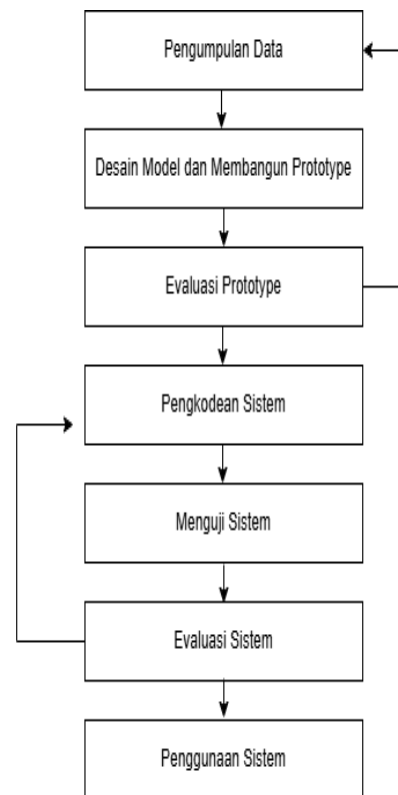 Pengumpulan Data
Desain Model dan Membangun Prototype
Evaluasi Prototype
Pengkodean Sistem
Menguji Sistem
Evaluasi Sistem
Penggunaan Sistem